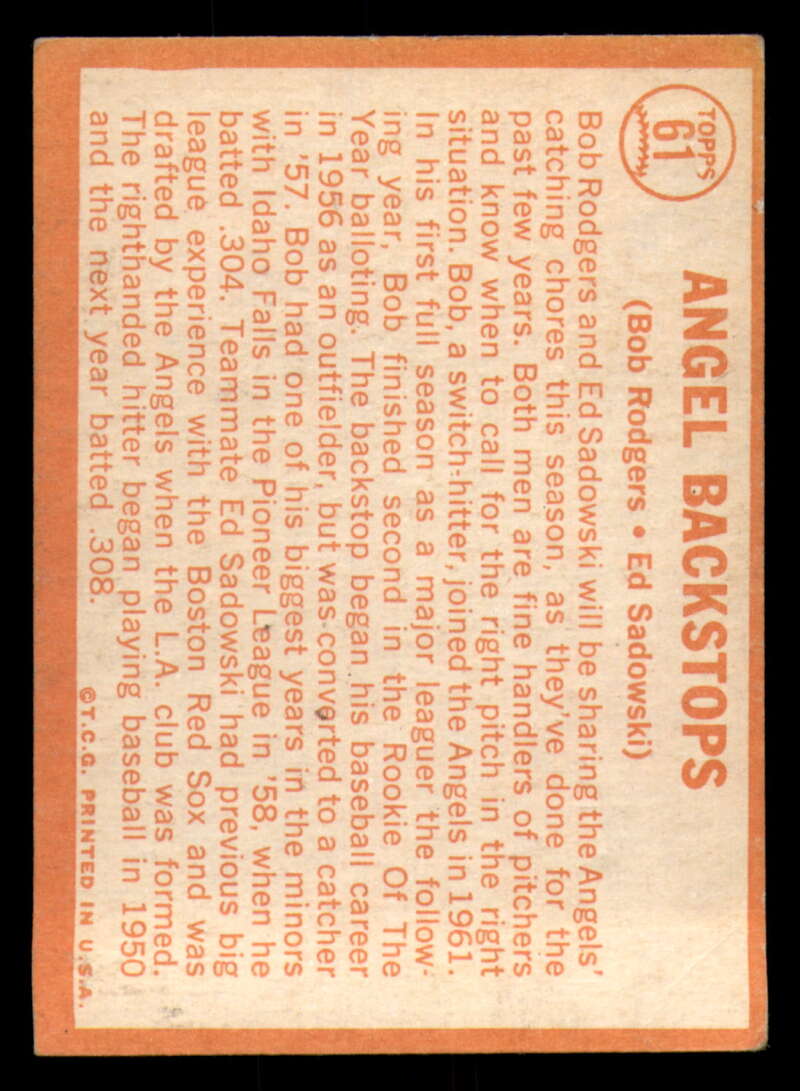 TOPPS
61
ANGEL BACKSTOPS
(Bob Rodgers • Ed Sadowski)
Bob Rodgers and Ed Sadowski will be sharing the Angels'
catching chores this season, as they've done for the
past few years. Both men are fine handlers of pitchers
and know when to call for the right pitch in the right
situation. Bob, a switch-hitter, joined the Angels in 1961.
In his first full season as a major leaguer the follow-
ing year, Bob finished second in the Rookie Of The
Year balloting. The backstop began his baseball career
in 1956 as an outfielder, but was converted to a catcher
in '57. Bob had one of his biggest years in the minors
with Idaho Falls in the Pioneer League in '58, when he
batted .304. Teammate Ed Sadowski had previous big
league experience with the Boston Red Sox and was
drafted by the Angels when the L.A. club was formed.
The righthanded hitter began playing baseball in 1950
and the next year batted .308.
©T.C.G. PRINTED IN U.S.A.